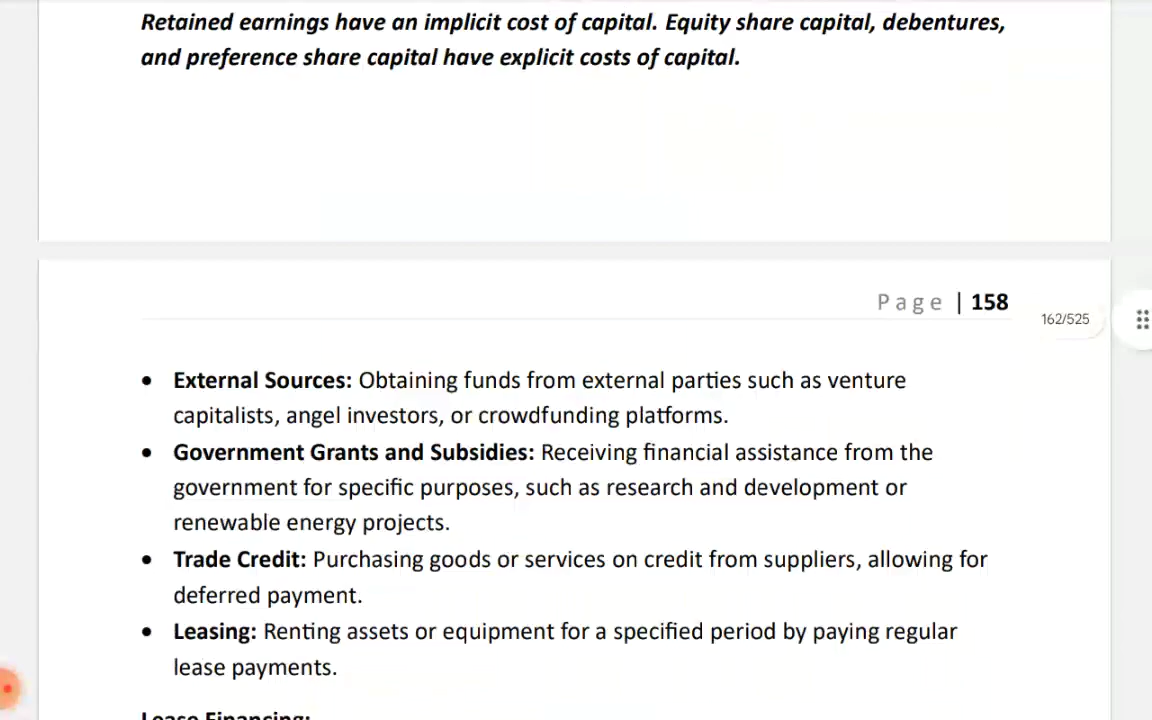 Retained earnings have an implicit cost of capital. Equity share capital, debentures,
and preference share capital have explicit costs of capital.
Page | 158
162/525
• External Sources: Obtaining funds from external parties such as venture
capitalists, angel investors, or crowdfunding platforms.
• Government Grants and Subsidies: Receiving financial assistance from the
government for specific purposes, such as research and development or
renewable energy projects.
• Trade Credit: Purchasing goods or services on credit from suppliers, allowing for
deferred payment.
• Leasing: Renting assets or equipment for a specified period by paying regular
lease payments.
Lease Financing: